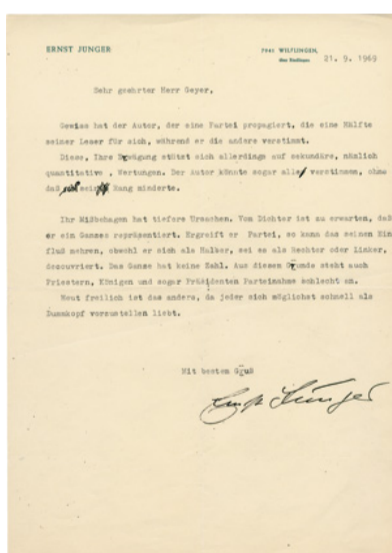 ERNST JÜNGER
7941 WILFLINGEN,
über Riedlingen 21. 9. 1969
Sehr geehrter Herr Geyer,
Gewiss hat der Autor, der eine Partei propagiert, die eine Hälfte
seiner Leser für sich, während er die andere verstimmt.
Diese, Ihre Erwägung stützt sich allerdings auf sekundäre, nämlich
quantitative, Wertungen. Der Autor könnte sogar alle verstimmen, ohne
daß sein Rang minderte.
Ihr Mißbehagen hat tiefere Ursachen. Vom Dichter ist zu erwarten, daß
er ein Ganzes repräsentiert. Ergreift er Partei, so kann das seinen Ein
fluß mehren, obwohl er sich als Halber, sei es als Rechter oder Linker,
decouvriert. Das Ganze hat keine Zahl. Aus diesem Grunde steht auch
Priestern, Königen und sogar Präsidenten Parteinahme schlecht an.
Heut freilich ist das anders, da jeder sich möglichst schnell als
Dummkopf vorzustellen liebt.
Mit bestem Gruß
Ernst Jünger